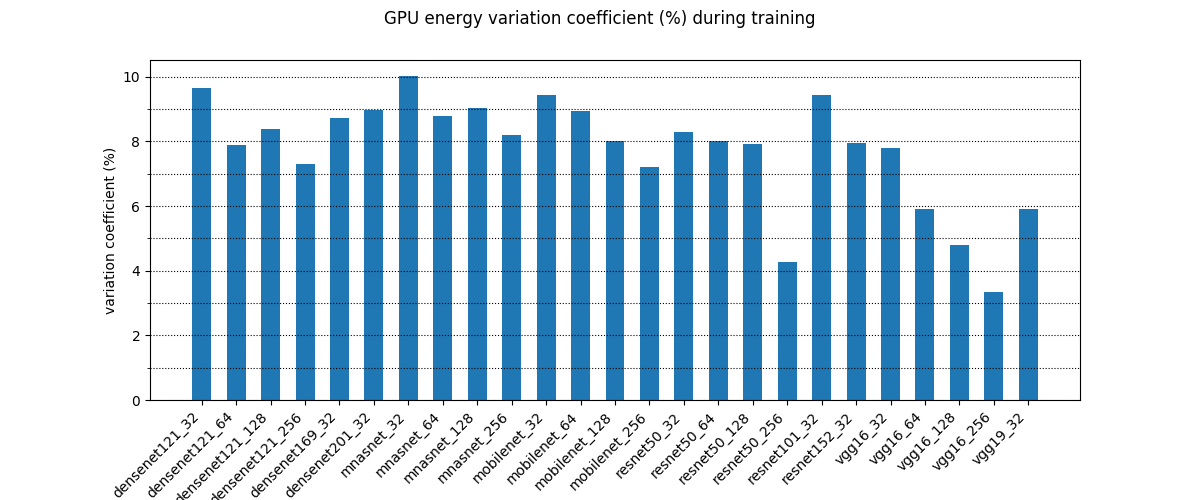 GPU energy variation coefficient (%) during training
variation coefficient (%)
10
8
6
4
2
0
densenet121_32
densenet121_64
densenet121_128
densenet121_256
densenet169_32
densenet201_32
mnasnet_32
mnasnet_64
mnasnet_128
mnasnet_256
mobilenet_32
mobilenet_64
mobilenet_128
mobilenet_256
resnet50_32
resnet50_64
resnet50_128
resnet50_256
resnet101_32
resnet152_32
vgg16_32
vgg16_64
vgg16_128
vgg16_256
vgg19_32